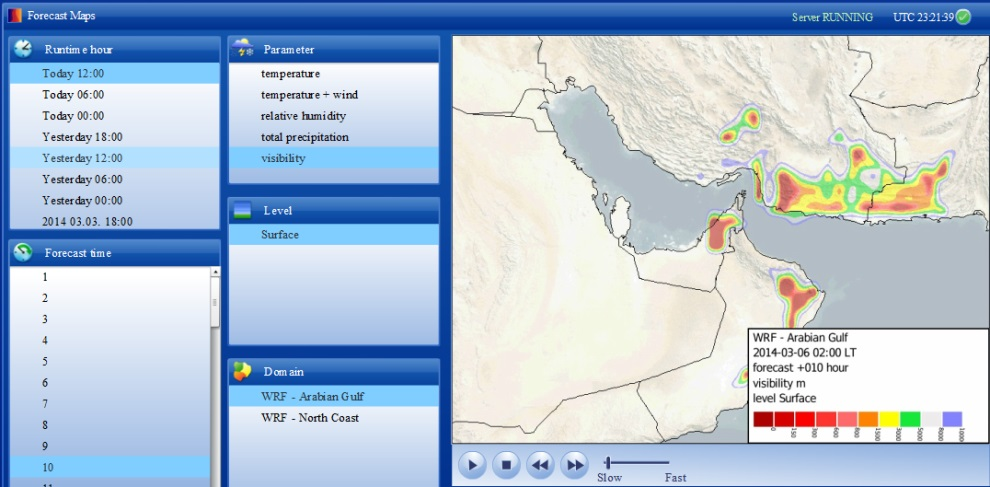 Forecast Maps
Server RUNNING UTC 23:21:39
Runtime hour
Today 12:00
Today 06:00
Today 00:00
Yesterday 18:00
Yesterday 12:00
Yesterday 06:00
Yesterday 00:00
2014 03.03. 18:00
Forecast time
1
2
3
4
5
6
7
8
9
10
11
Parameter
temperature
temperature + wind
relative humidity
total precipitation
visibility
Level
Surface
Domain
WRF - Arabian Gulf
WRF - North Coast
WRF - Arabian Gulf
2014-03-06 02:00 LT
forecast +010 hour
visibility m
level Surface
0 150 300 600 800 1500 3000 5000 8000
Slow Fast